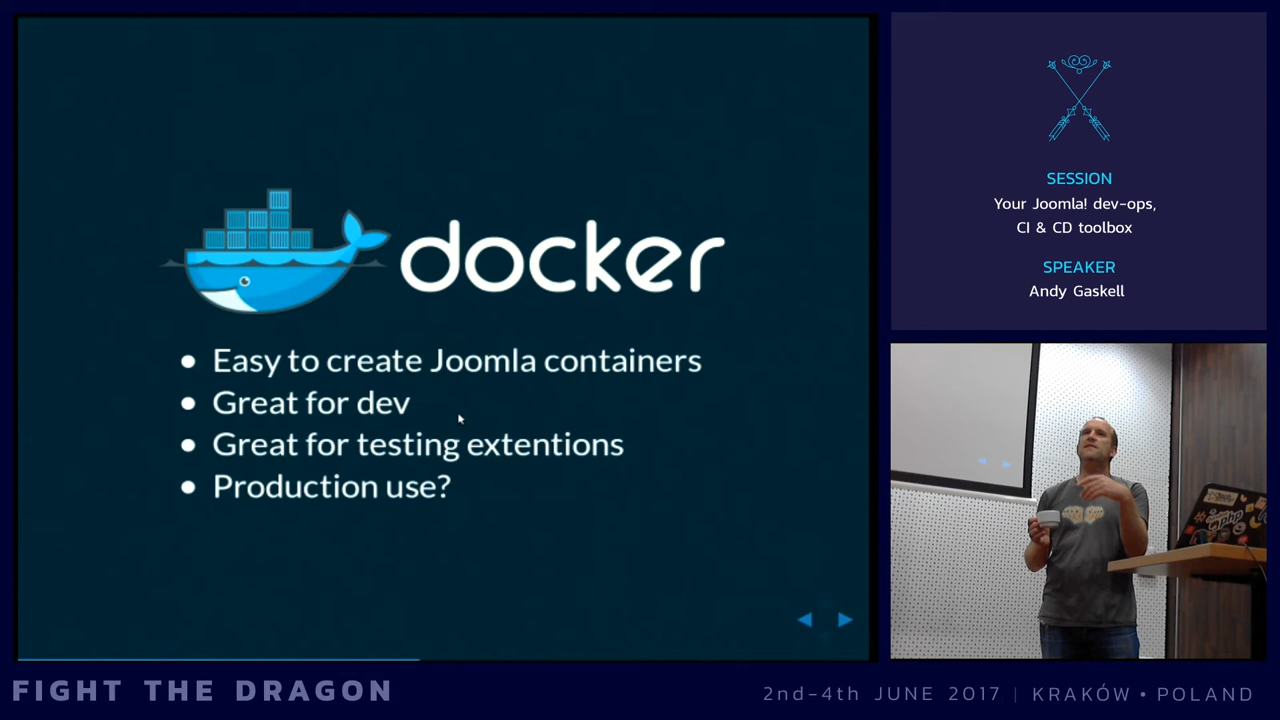 docker
Easy to create Joomla containers
Great for dev
Great for testing extentions
Production use?
SESSION
Your Joomla! dev-ops,
CI & CD toolbox
SPEAKER
Andy Gaskell
php
FIGHT THE DRAGON
2nd-4th JUNE 2017 | KRAKÓW • POLAND